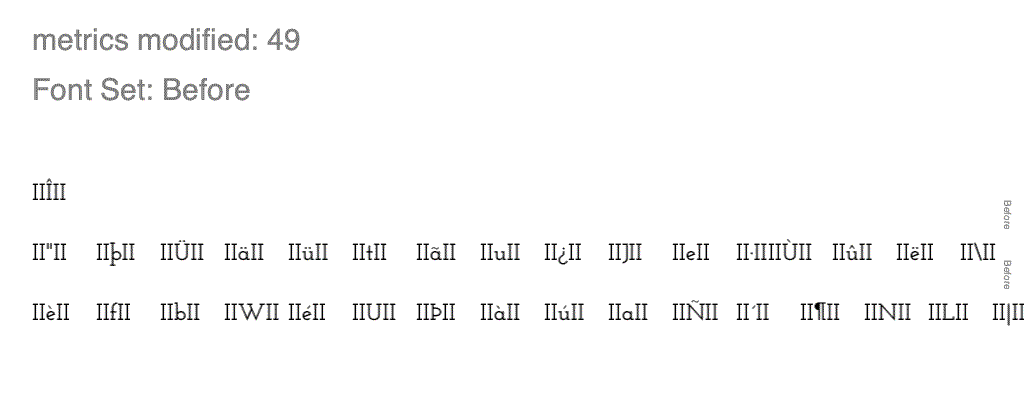 metrics modified: 49
Font Set: Before
IIÎII
II"II IIþII IIÜII IIäII IIüII IItII IIãII IIuII II¿II IIJII IIeII II·IIIIÙII IIûII IIëII II\II
IIèII IIfII IIbII IIWII IIéII IIUII IIÞII IIàII IIúII IIaII IIÑII II´II II¶II IINII IILII II|II
Before
Before